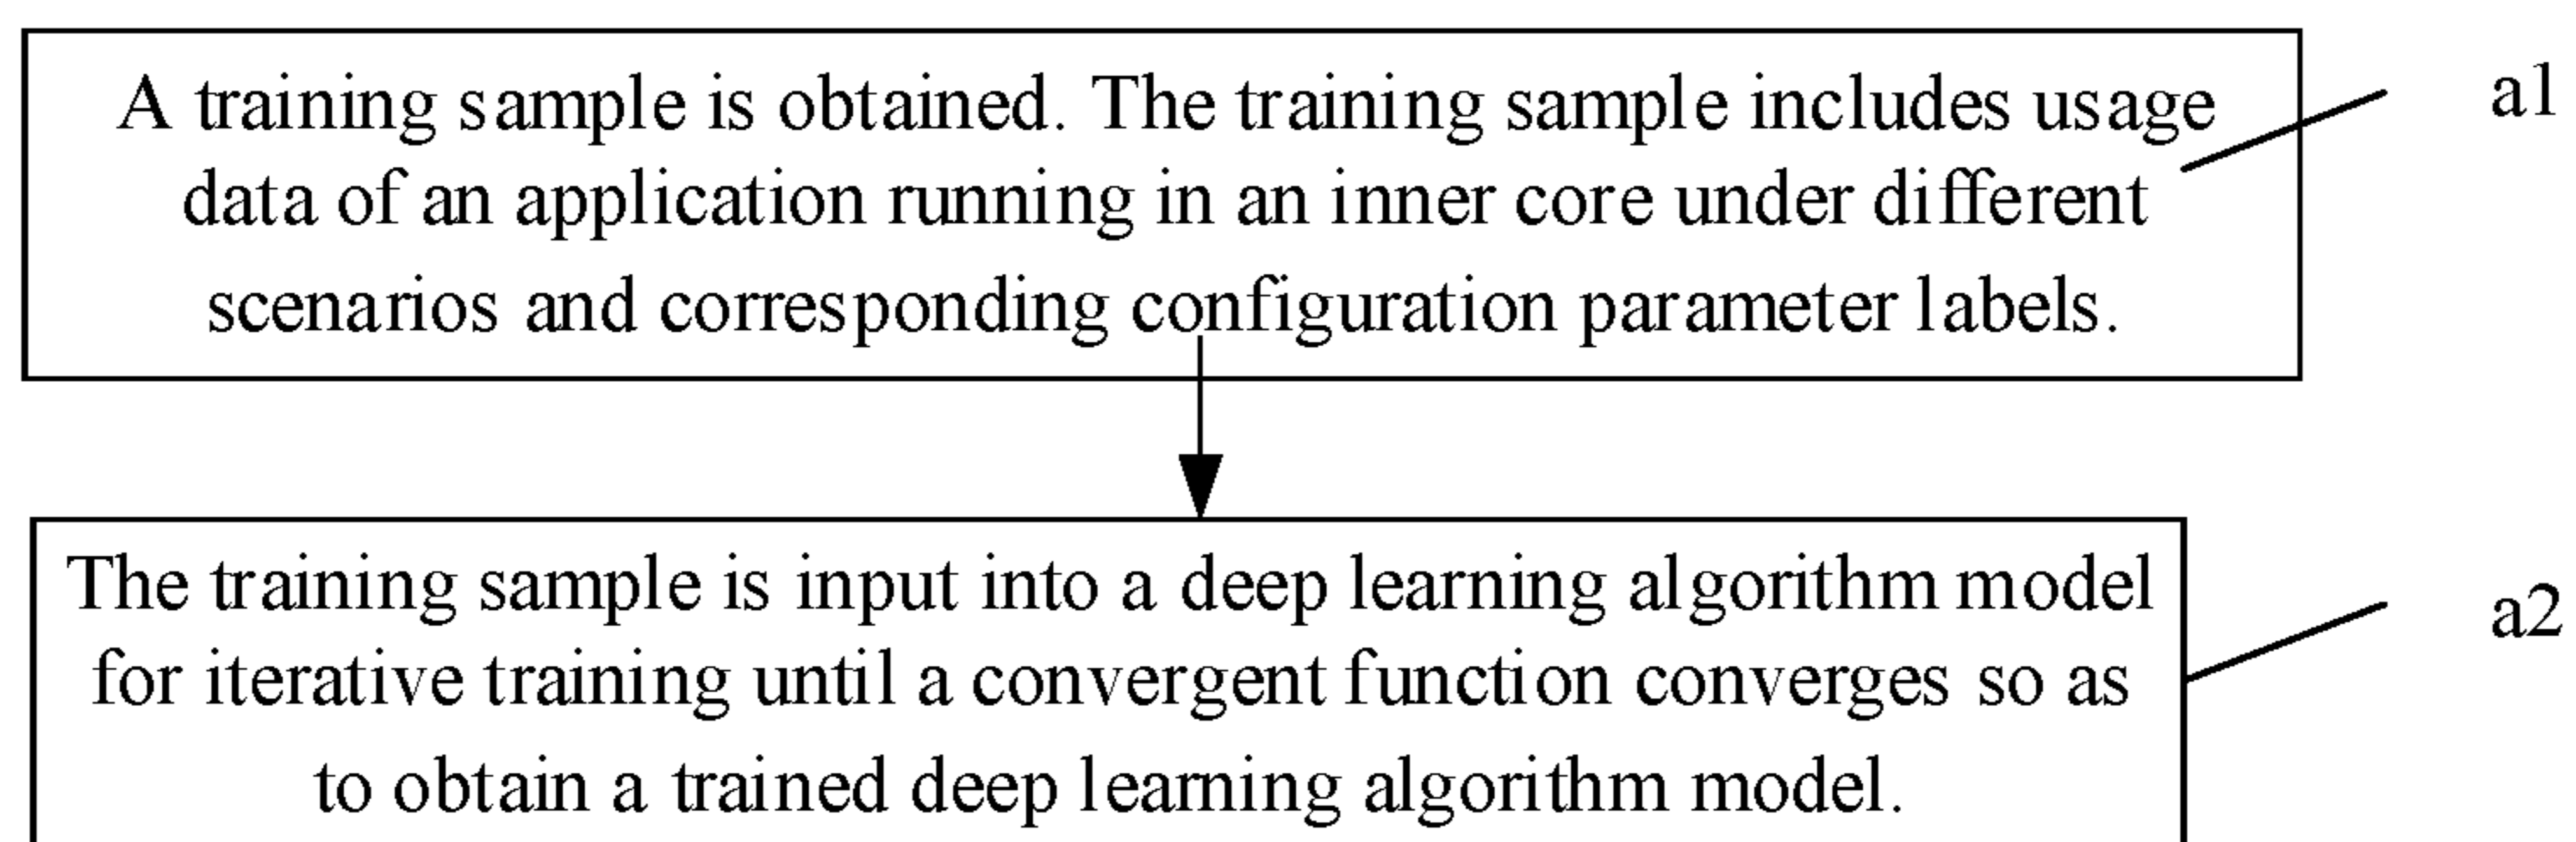 A training sample is obtained. The training sample includes usage
data of an application running in an inner core under different
scenarios and corresponding configuration parameter labels.
a1
The training sample is input into a deep learning algorithm model
for iterative training until a convergent function converges so as
to obtain a trained deep learning algorithm model.
a2